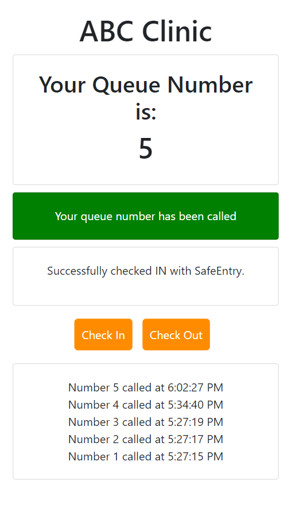 ABC Clinic
Your Queue Number
is:
5
Your queue number has been called
Successfully checked IN with SafeEntry.
Check In
Check Out
Number 5 called at 6:02:27 PM
Number 4 called at 5:34:40 PM
Number 3 called at 5:27:19 PM
Number 2 called at 5:27:17 PM
Number 1 called at 5:27:15 PM